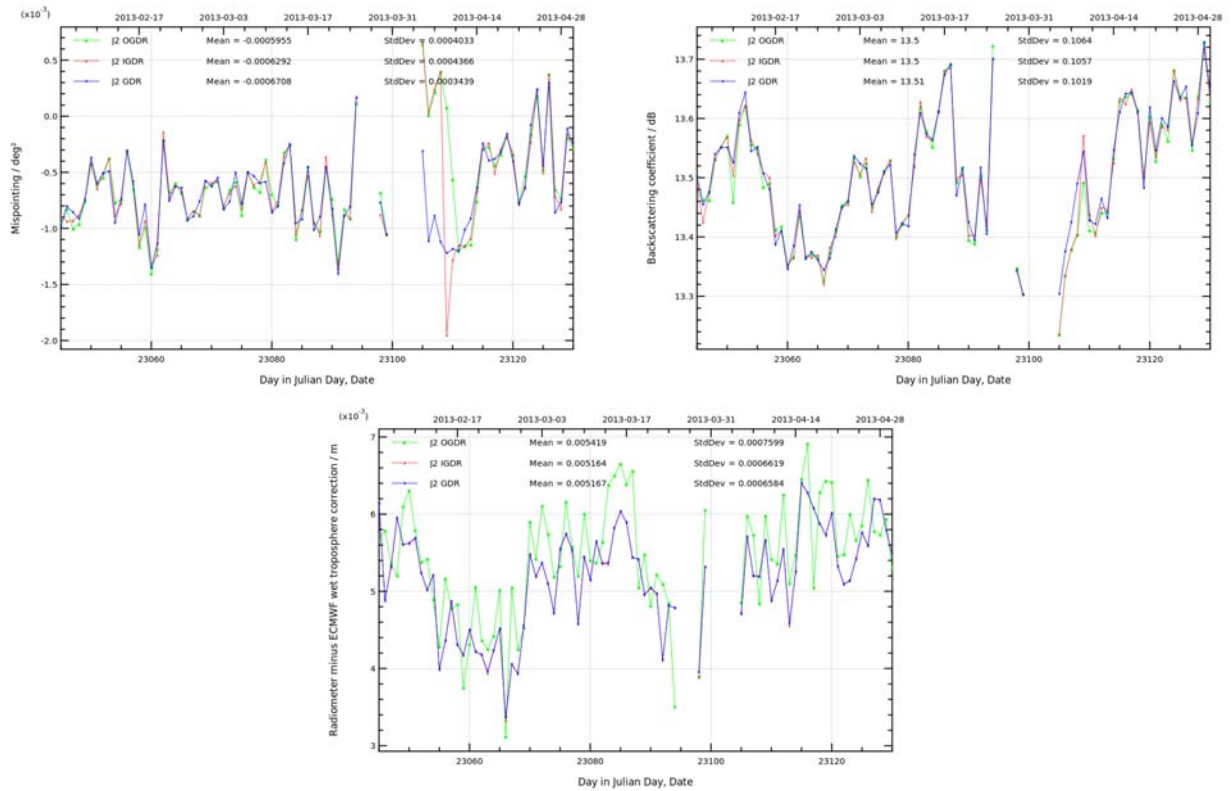 (x10⁻³)
2013-02-17 2013-03-03 2013-03-17 2013-03-31 2013-04-14 2013-04-28
J2 OGDR Mean = -0.0005955 StdDev = 0.0004033
J2 IGDR Mean = -0.0006292 StdDev = 0.0004366
J2 GDR Mean = -0.0006708 StdDev = 0.0003439
0.5
0.0
-0.5
-1.0
-1.5
-2.0
Mispointing / deg²
23060 23080 23100 23120
Day in Julian Day, Date
2013-02-17 2013-03-03 2013-03-17 2013-03-31 2013-04-14 2013-04-28
J2 OGDR Mean = 13.5 StdDev = 0.1064
J2 IGDR Mean = 13.5 StdDev = 0.1057
J2 GDR Mean = 13.51 StdDev = 0.1019
13.7
13.6
13.5
13.4
13.3
Backscattering coefficient / dB
23060 23080 23100 23120
Day in Julian Day, Date
(x10⁻³)
2013-02-17 2013-03-03 2013-03-17 2013-03-31 2013-04-14 2013-04-28
J2 OGDR Mean = 0.005419 StdDev = 0.0007599
J2 IGDR Mean = 0.005164 StdDev = 0.0006619
J2 GDR Mean = 0.005167 StdDev = 0.0006584
7
6
5
4
3
Radiometer minus ECMWF wet troposphere correction / m
23060 23080 23100 23120
Day in Julian Day, Date